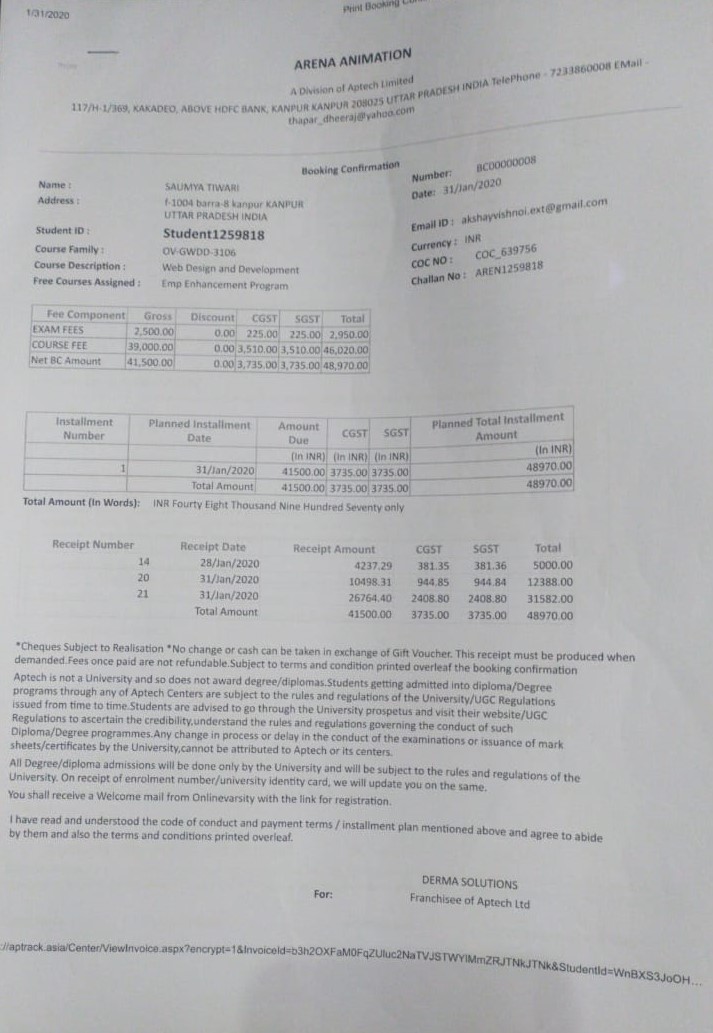 1/31/2020
Print Booking
ARENA ANIMATION
A Division of Aptech Limited
117/H-1/369, KAKADEO, ABOVE HDFC BANK, KANPUR KANPUR 208025 UTTAR PRADESH INDIA TelePhone - 7233860008 EMail -
thapar_dheeraj@yahoo.com
Booking Confirmation
Number: BC00000008
Date: 31/Jan/2020
Name : SAUMYA TIWARI
Address : f-1004 barra-8 kanpur KANPUR
UTTAR PRADESH INDIA
Email ID : akshayvishnoi.ext@gmail.com
Student ID : Student1259818
Currency : INR
Course Family : OV-GWDD-3106
COC NO : COC_639756
Course Description : Web Design and Development
Challan No : AREN1259818
Free Courses Assigned : Emp Enhancement Program
Fee Component Gross Discount CGST SGST Total
EXAM FEES 2,500.00 0.00 225.00 225.00 2,950.00
COURSE FEE 39,000.00 0.00 3,510.00 3,510.00 46,020.00
Net BC Amount 41,500.00 0.00 3,735.00 3,735.00 48,970.00
Installment Number Planned Installment Date Amount Due CGST SGST Planned Total Installment Amount
(In INR) (In INR) (In INR) (In INR)
1 31/Jan/2020 41500.00 3735.00 3735.00 48970.00
Total Amount 41500.00 3735.00 3735.00 48970.00
Total Amount (In Words): INR Fourty Eight Thousand Nine Hundred Seventy only
Receipt Number Receipt Date Receipt Amount CGST SGST Total
14 28/Jan/2020 4237.29 381.35 381.36 5000.00
20 31/Jan/2020 10498.31 944.85 944.84 12388.00
21 31/Jan/2020 26764.40 2408.80 2408.80 31582.00
Total Amount 41500.00 3735.00 3735.00 48970.00
*Cheques Subject to Realisation *No change or cash can be taken in exchange of Gift Voucher. This receipt must be produced when
demanded.Fees once paid are not refundable.Subject to terms and condition printed overleaf the booking confirmation
Aptech is not a University and so does not award degree/diplomas.Students getting admitted into diploma/Degree
programs through any of Aptech Centers are subject to the rules and regulations of the University/UGC Regulations
issued from time to time.Students are advised to go through the University prospetus and visit their website/UGC
Regulations to ascertain the credibility,understand the rules and regulations governing the conduct of such
Diploma/Degree programmes.Any change in process or delay in the conduct of the examinations or issuance of mark
sheets/certificates by the University,cannot be attributed to Aptech or its centers.
All Degree/diploma admissions will be done only by the University and will be subject to the rules and regulations of the
University. On receipt of enrolment number/university identity card, we will update you on the same.
You shall receive a Welcome mail from Onlinevarsity with the link for registration.
I have read and understood the code of conduct and payment terms / installment plan mentioned above and agree to abide
by them and also the terms and conditions printed overleaf.
DERMA SOLUTIONS
For: Franchisee of Aptech Ltd
://aptrack.asia/Center/ViewInvoice.aspx?encrypt=1&InvoiceId=b3h2OXFaM0FqZUluc2NaTVJSTWYlMmZRJTNkJTNk&StudentId=WnBXS3JoOH...